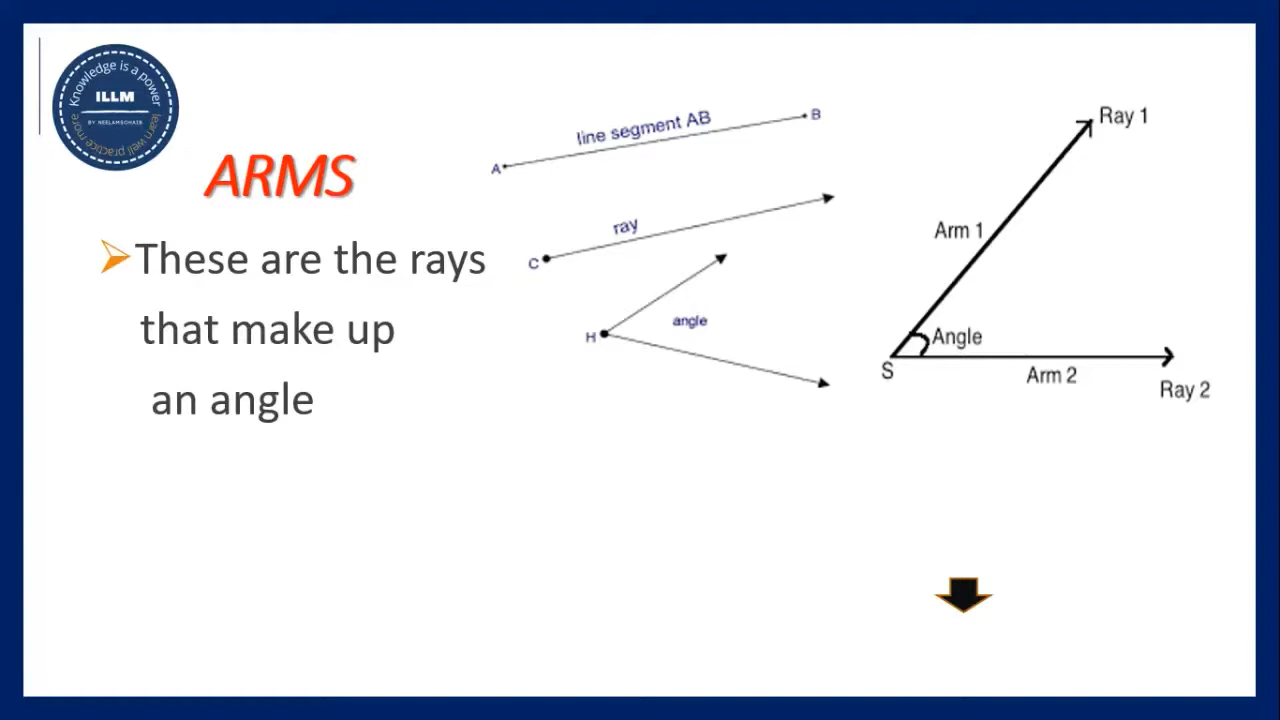 Knowledge is a power
ILLM
BY NEELAMSOHAIB
learn well practice more
ARMS
These are the rays
that make up
an angle
line segment AB
A
B
ray
C
angle
H
Ray 1
Arm 1
Angle
S
Arm 2
Ray 2